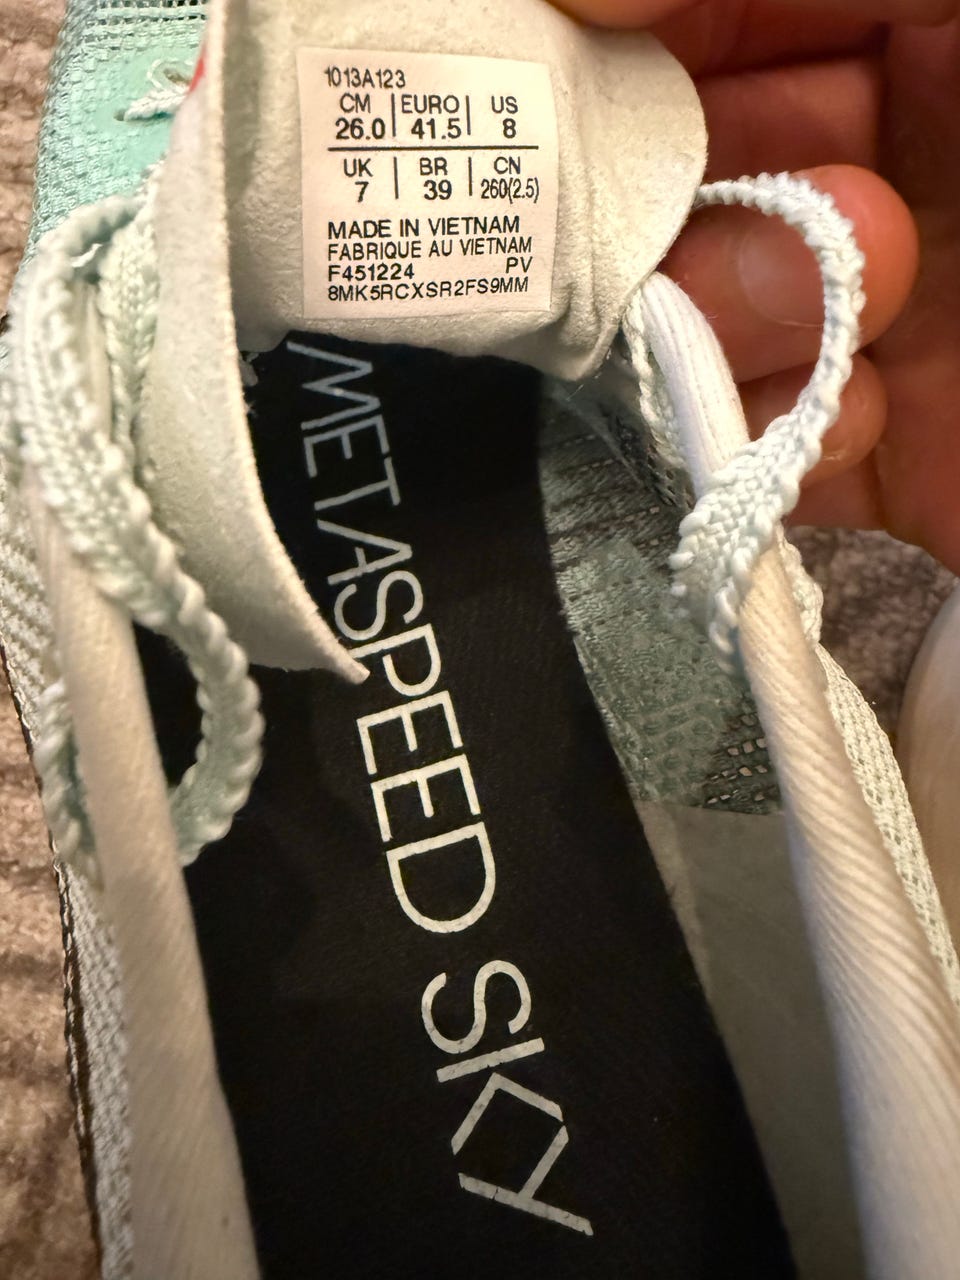 1013A123
CM | EURO | US
26.0 | 41.5 | 8
UK | BR | CN
7 | 39 | 260(2.5)
MADE IN VIETNAM
FABRIQUE AU VIETNAM
F451224 PV
8MK5RCXSR2FS9MM
METASPEED SKY